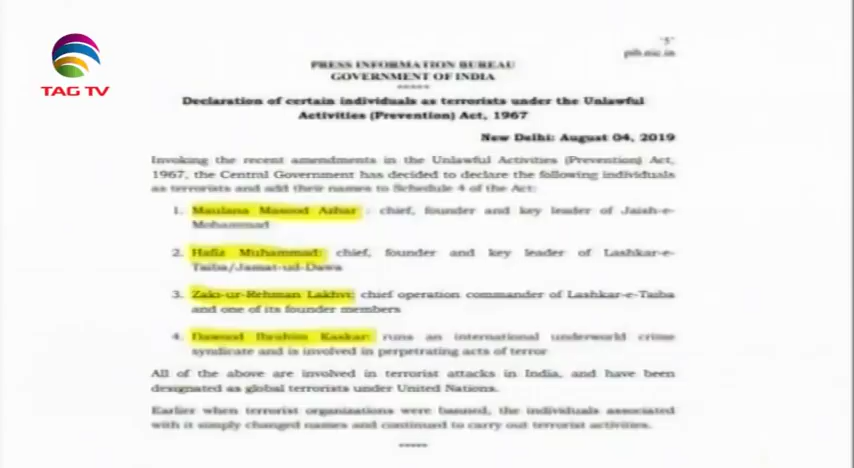 "5"
pib.nic.in
TAG TV
PRESS INFORMATION BUREAU
GOVERNMENT OF INDIA
*****
Declaration of certain individuals as terrorists under the Unlawful
Activities (Prevention) Act, 1967
New Delhi: August 04, 2019
Invoking the recent amendments in the Unlawful Activities (Prevention) Act,
1967, the Central Government has decided to declare the following individuals
as terrorists and add their names to Schedule 4 of the Act:
1. Maulana Masood Azhar : chief, founder and key leader of Jaish-e-
Mohammad
2. Hafiz Muhammad: chief, founder and key leader of Lashkar-e-
Taiba/Jamat-ud-Dawa
3. Zaki-ur-Rehman Lakhvi: chief operation commander of Lashkar-e-Taiba
and one of its founder members
4. Dawood Ibrahim Kaskar: runs an international underworld crime
syndicate and is involved in perpetrating acts of terror
All of the above are involved in terrorist attacks in India, and have been
designated as global terrorists under United Nations.
Earlier when terrorist organizations were banned, the individuals associated
with it simply changed names and continued to carry out terrorist activities.
*****